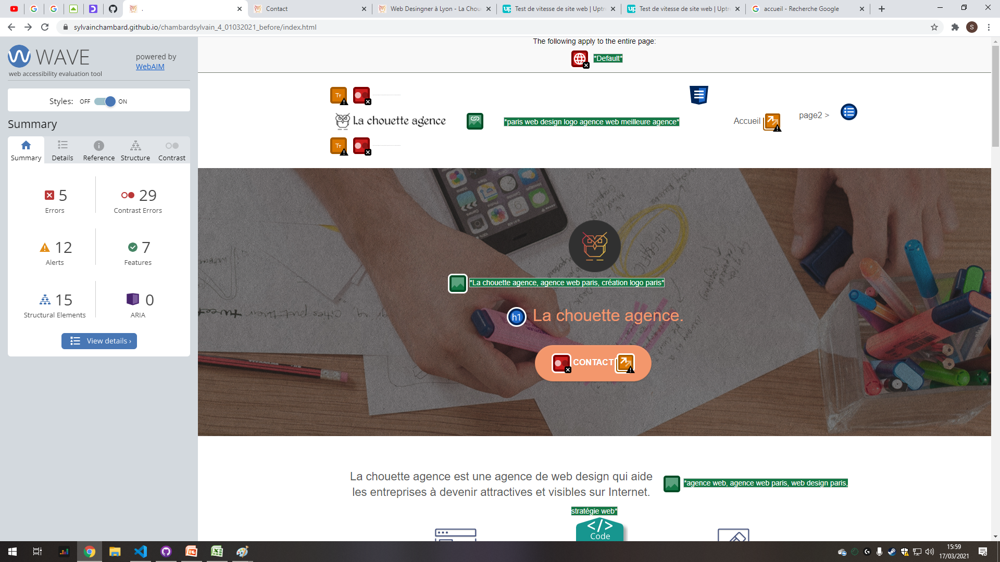 .
Contact
Web Desingner à Lyon - La Chou
Test de vitesse de site web | Uptr
Test de vitesse de site web | Uptr
accueil - Recherche Google
sylvainchambard.github.io/chambardsylvain_4_01032021_before/index.html
S
WAVE
powered by
WebAIM
web accessibility evaluation tool
Styles: OFF ON
Summary
Summary Details Reference Structure Contrast
5
Errors
29
Contrast Errors
12
Alerts
7
Features
15
Structural Elements
0
ARIA
View details ›
The following apply to the entire page:
*Default*
La chouette agence
*paris web design logo agence web meilleure agence*
Accueil
page2 >
*La chouette agence, agence web paris, création logo paris*
h1 La chouette agence.
CONTACT
La chouette agence est une agence de web design qui aide
les entreprises à devenir attractives et visibles sur Internet.
*agence web, agence web paris, web design paris,
stratégie web*
</>
Code
15:59
17/03/2021